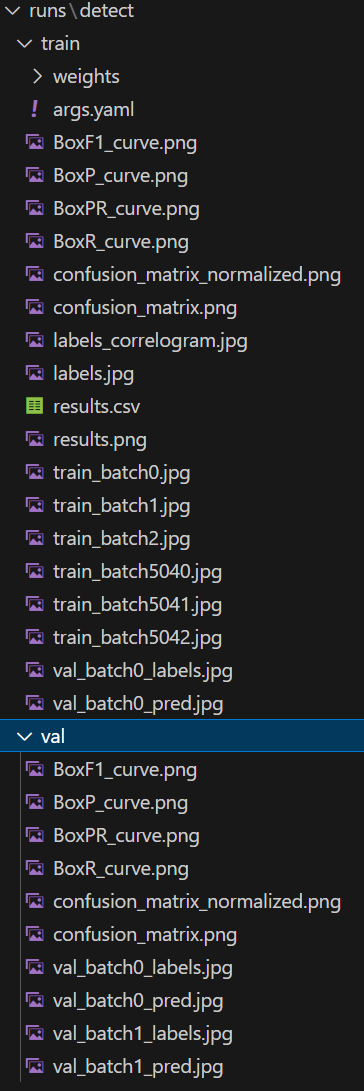 runs\detect
train
weights
args.yaml
BoxF1_curve.png
BoxP_curve.png
BoxPR_curve.png
BoxR_curve.png
confusion_matrix_normalized.png
confusion_matrix.png
labels_correlogram.jpg
labels.jpg
results.csv
results.png
train_batch0.jpg
train_batch1.jpg
train_batch2.jpg
train_batch5040.jpg
train_batch5041.jpg
train_batch5042.jpg
val_batch0_labels.jpg
val_batch0_pred.jpg
val
BoxF1_curve.png
BoxP_curve.png
BoxPR_curve.png
BoxR_curve.png
confusion_matrix_normalized.png
confusion_matrix.png
val_batch0_labels.jpg
val_batch0_pred.jpg
val_batch1_labels.jpg
val_batch1_pred.jpg